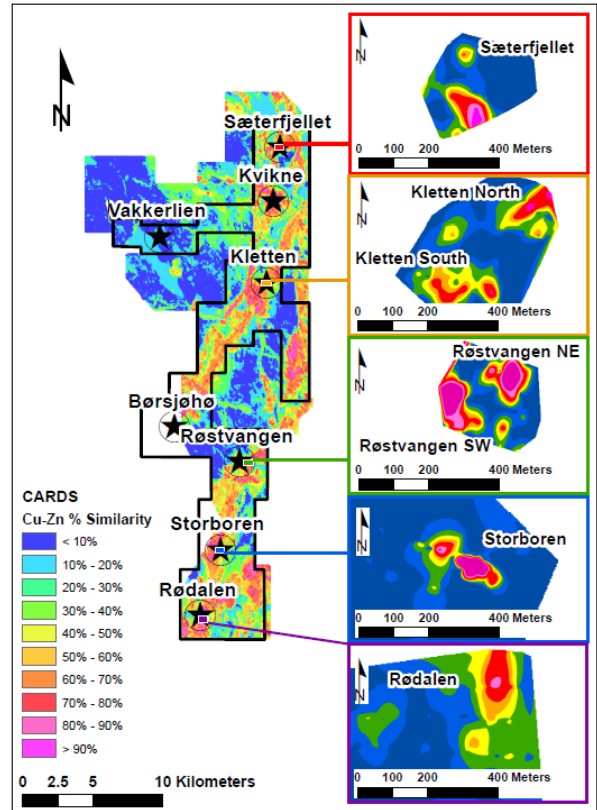 N
Sæterfjellet
Kvikne
Vakkerlien
Kletten
Børsjøhø
Røstvangen
Storboren
Rødalen
CARDS
Cu-Zn % Similarity
< 10%
10% - 20%
20% - 30%
30% - 40%
40% - 50%
50% - 60%
60% - 70%
70% - 80%
80% - 90%
> 90%
0 2.5 5 10 Kilometers
N
Sæterfjellet
0 100 200 400 Meters
N
Kletten North
Kletten South
0 100 200 400 Meters
N
Røstvangen NE
Røstvangen SW
0 100 200 400 Meters
N
Storboren
0 100 200 400 Meters
N
Rødalen
0 100 200 400 Meters